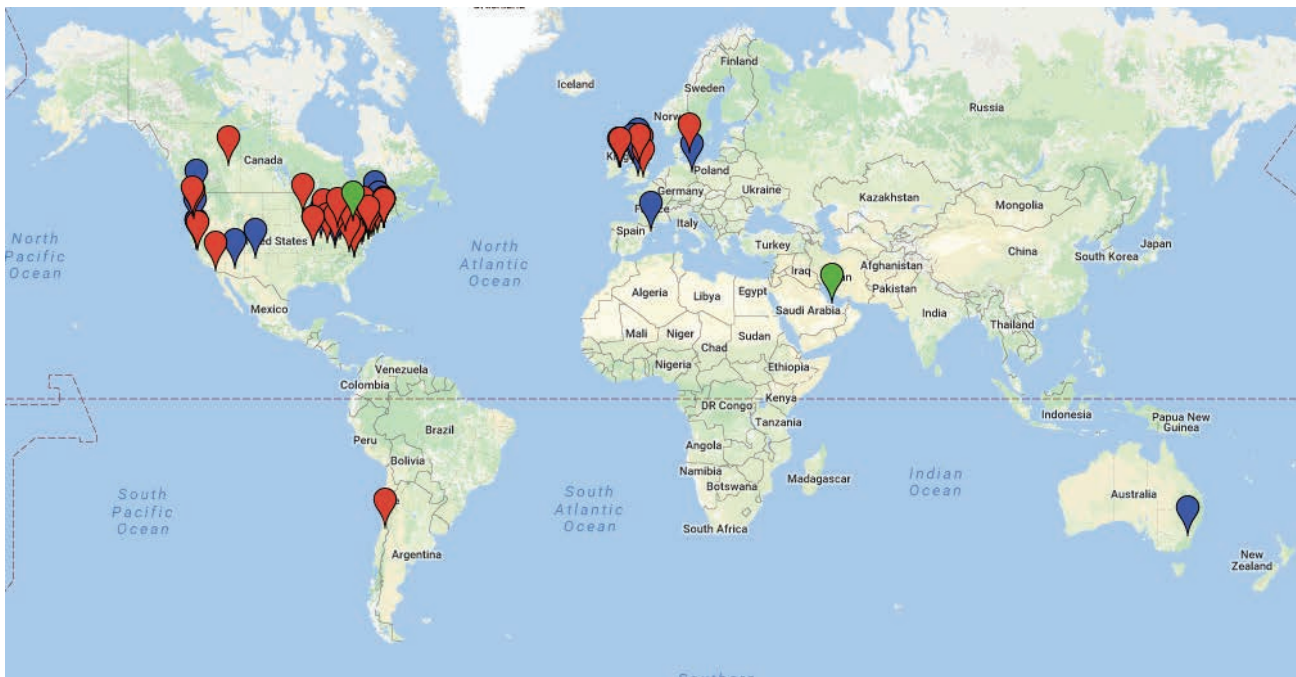 Iceland
Finland
Sweden
Russia
Norw
Canada
Poland
Germany
Ukraine
Kazakhstan
Mongolia
North
Pacific
Ocean
ed States
North
Atlantic
Ocean
Spain
Italy
Turkey
Iraq
Afghanistan
Pakistan
China
South Korea
Japan
Mexico
Algeria
Libya
Egypt
Saudi Arabia
India
Thailand
Mali
Niger
Chad
Sudan
Nigeria
Ethiopia
Venezuela
Colombia
DR Congo
Kenya
Tanzania
Indonesia
Papua New
Guinea
Peru
Brazil
Bolivia
Angola
Namibia
Botswana
Madagascar
South Africa
South
Pacific
Ocean
South
Atlantic
Ocean
Indian
Ocean
Australia
Argentina
New
Zealand